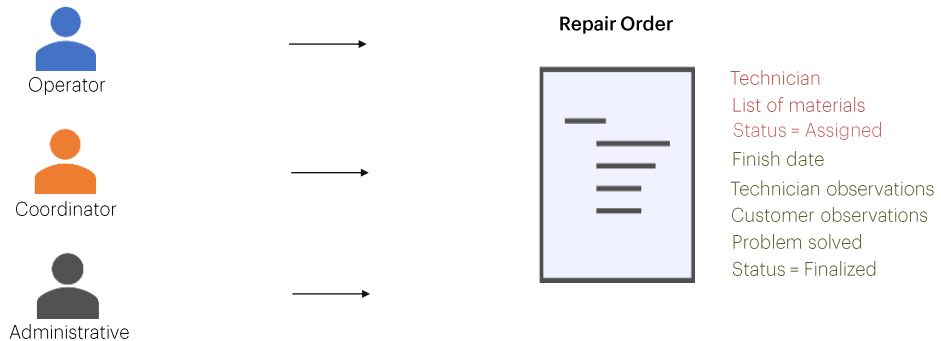 Repair Order
Operator
Coordinator
Administrative
Technician
List of materials
Status = Assigned
Finish date
Technician observations
Customer observations
Problem solved
Status = Finalized